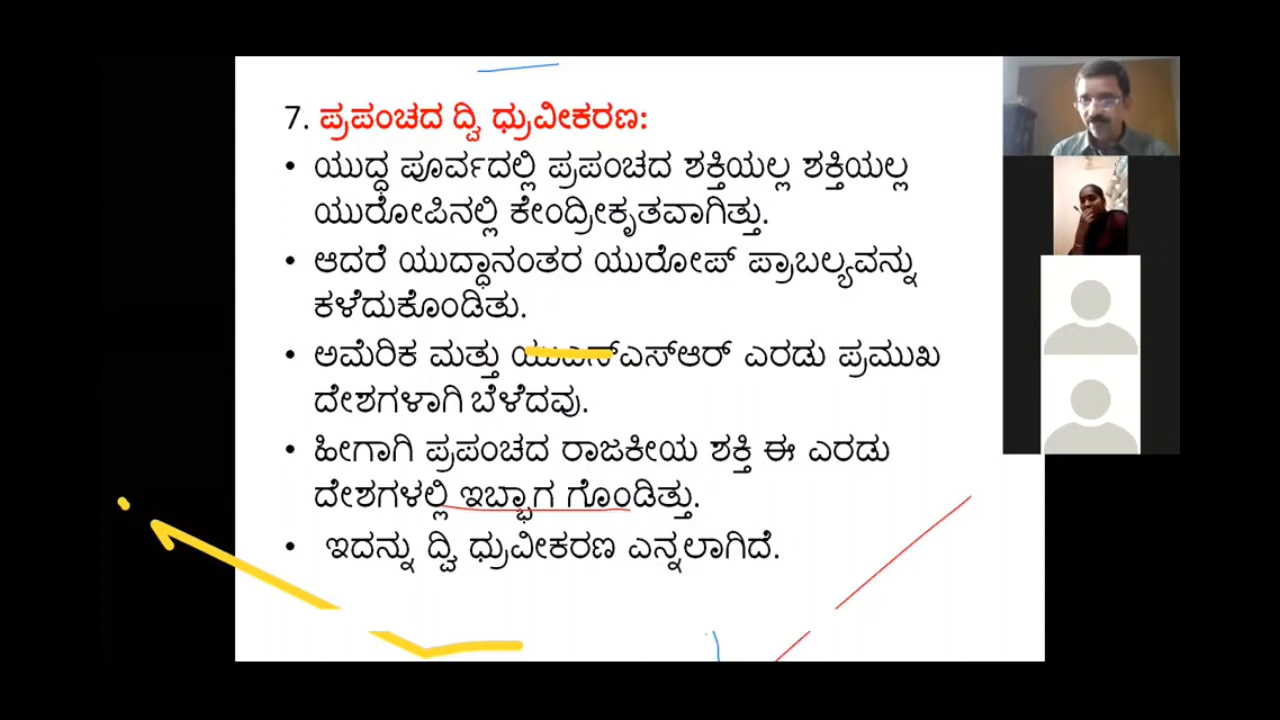 7. ಪ್ರಪಂಚದ ದ್ವಿ ಧ್ರುವೀಕರಣ:
• ಯುದ್ಧ ಪೂರ್ವದಲ್ಲಿ ಪ್ರಪಂಚದ ಶಕ್ತಿಯಲ್ಲ ಶಕ್ತಿಯಲ್ಲ
ಯುರೋಪಿನಲ್ಲಿ ಕೇಂದ್ರೀಕೃತವಾಗಿತ್ತು.
• ಆದರೆ ಯುದ್ಧಾನಂತರ ಯುರೋಪ್ ಪ್ರಾಬಲ್ಯವನ್ನು
ಕಳೆದುಕೊಂಡಿತು.
• ಅಮೆರಿಕ ಮತ್ತು ಯುಎಸ್ಎಸ್ಆರ್ ಎರಡು ಪ್ರಮುಖ
ದೇಶಗಳಾಗಿ ಬೆಳೆದವು.
• ಹೀಗಾಗಿ ಪ್ರಪಂಚದ ರಾಜಕೀಯ ಶಕ್ತಿ ಈ ಎರಡು
ದೇಶಗಳಲ್ಲಿ ಇಬ್ಭಾಗ ಗೊಂಡಿತ್ತು.
• ಇದನ್ನು ದ್ವಿ ಧ್ರುವೀಕರಣ ಎನ್ನಲಾಗಿದೆ.